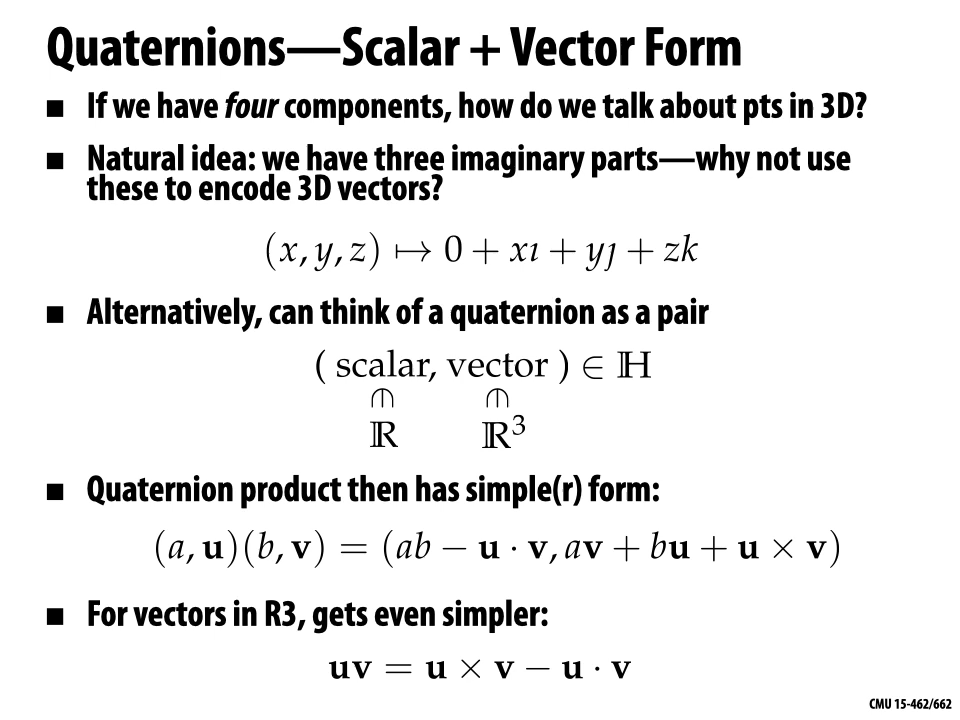 Quaternions—Scalar + Vector Form
■ If we have four components, how do we talk about pts in 3D?
■ Natural idea: we have three imaginary parts—why not use
these to encode 3D vectors?
(x, y, z) ↦ 0 + xı + yȷ + zk
■ Alternatively, can think of a quaternion as a pair
( scalar, vector ) ∈ ℍ
⋒ ⋒
ℝ ℝ³
■ Quaternion product then has simple(r) form:
(a, u)(b, v) = (ab − u · v, av + bu + u × v)
■ For vectors in R3, gets even simpler:
uv = u × v − u · v
CMU 15-462/662